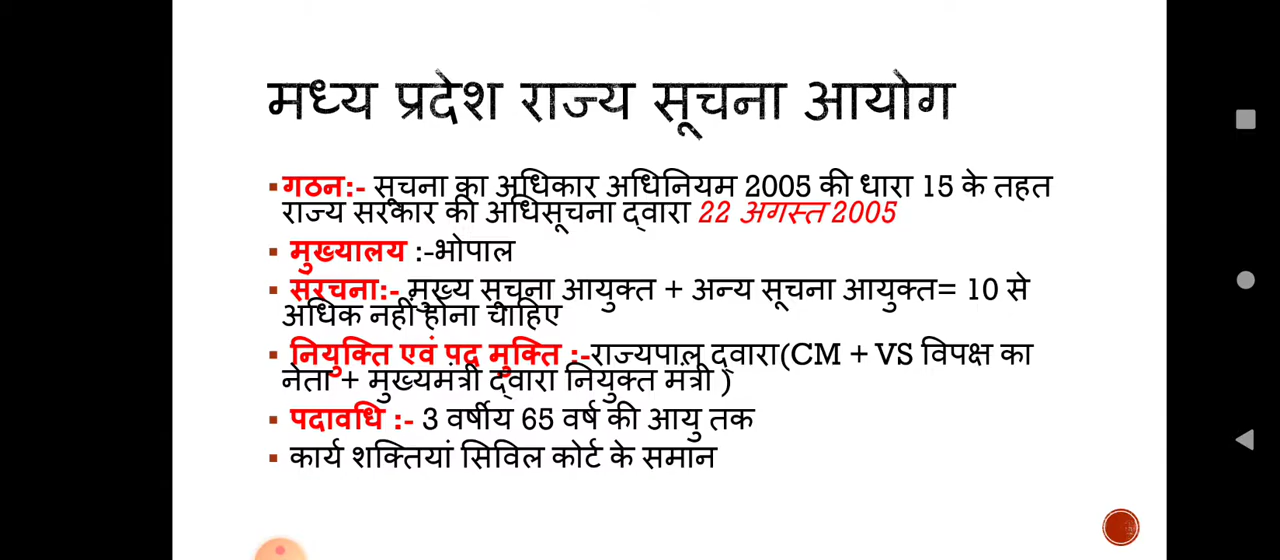 मध्य प्रदेश राज्य सूचना आयोग
▪ गठन:- सूचना का अधिकार अधिनियम 2005 की धारा 15 के तहत
राज्य सरकार की अधिसूचना द्वारा 22 अगस्त 2005
▪ मुख्यालय :-भोपाल
▪ सरंचना:- मुख्य सूचना आयुक्त + अन्य सूचना आयुक्त= 10 से
अधिक नहीं होना चाहिए
▪ नियुक्ति एवं पद मुक्ति :-राज्यपाल द्वारा(CM + VS विपक्ष का
नेता + मुख्यमंत्री द्वारा नियुक्त मंत्री )
▪ पदावधि :- 3 वर्षीय 65 वर्ष की आयु तक
▪ कार्य शक्तियां सिविल कोर्ट के समान